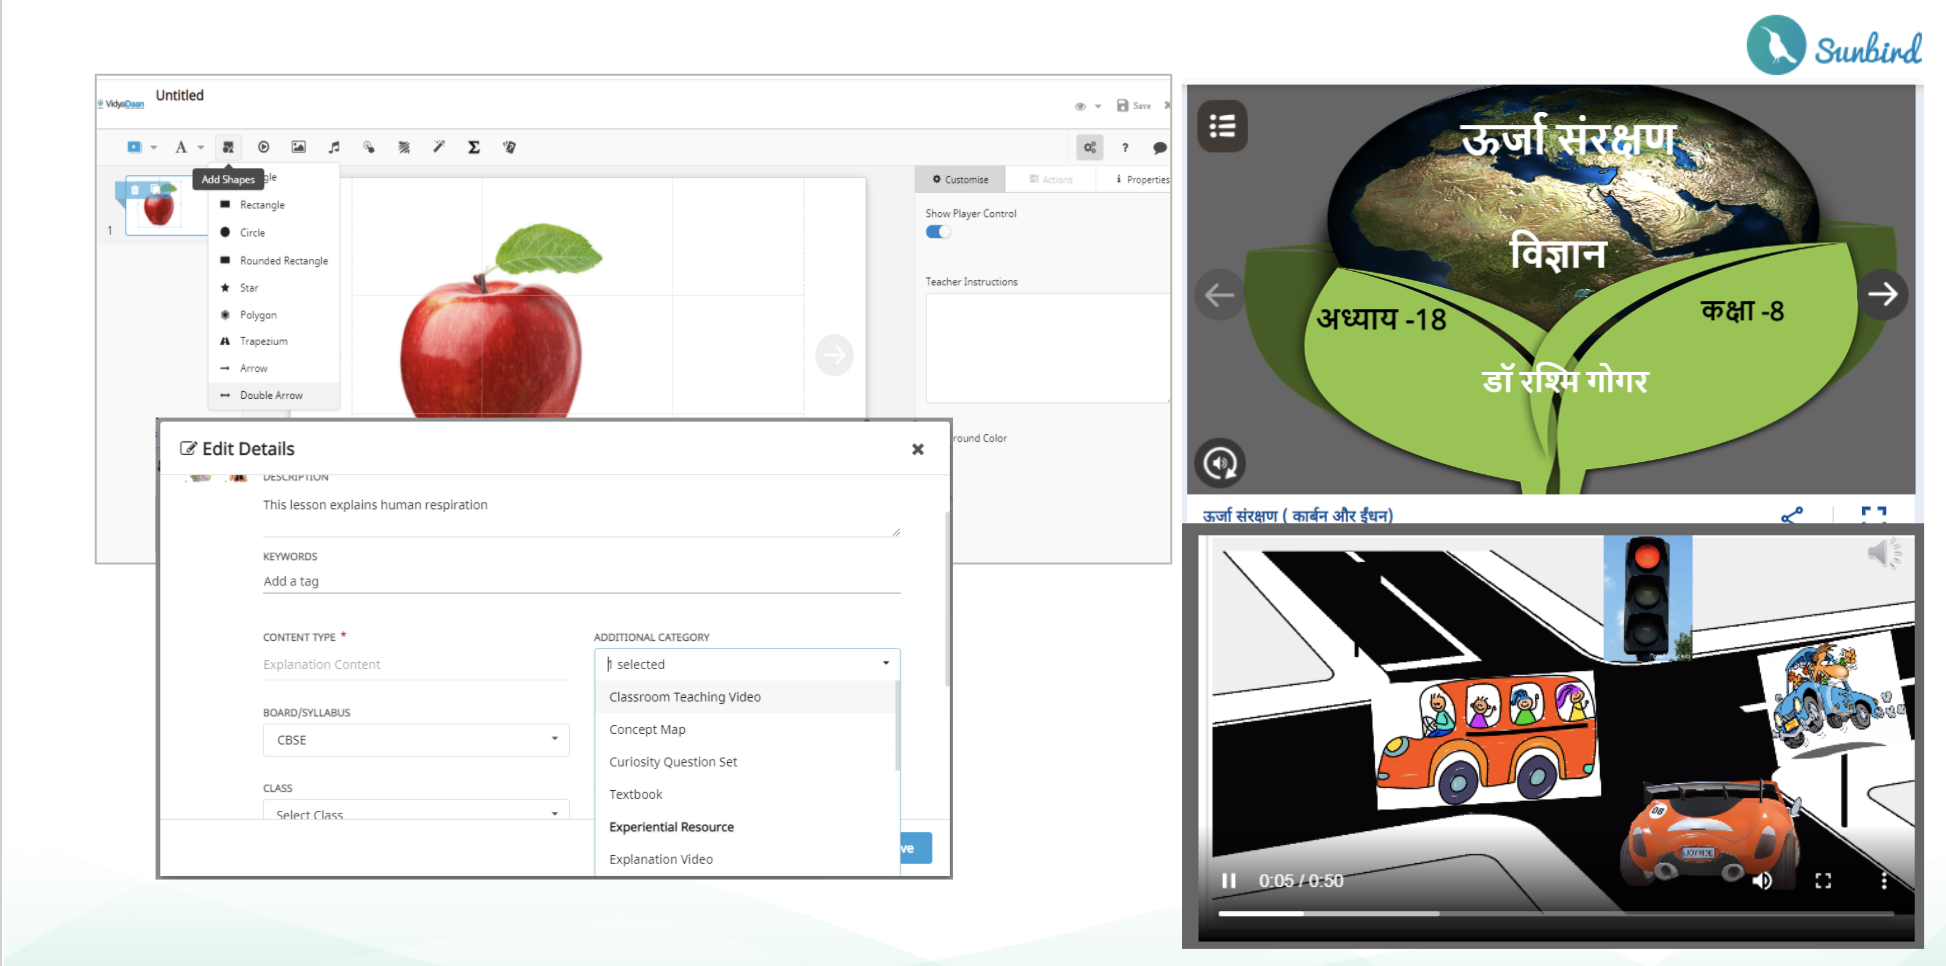 Sunbird
VidyaDaan
Untitled
Save
A
?
Add Shapes
gle
Rectangle
Circle
Rounded Rectangle
Star
Polygon
Trapezium
Arrow
Double Arrow
1
Customise
Actions
Properties
Show Player Control
Teacher Instructions
round Color
Edit Details
DESCRIPTION
This lesson explains human respiration
KEYWORDS
Add a tag
CONTENT TYPE *
Explanation Content
BOARD/SYLLABUS
CBSE
CLASS
Select Class
ADDITIONAL CATEGORY
1 selected
Classroom Teaching Video
Concept Map
Curiosity Question Set
Textbook
Experiential Resource
Explanation Video
ve
ऊर्जा संरक्षण
विज्ञान
अध्याय -18
कक्षा -8
डॉ रश्मि गोगर
ऊर्जा संरक्षण ( कार्बन और ईंधन)
08
JOYRIDE
0:05 / 0:50